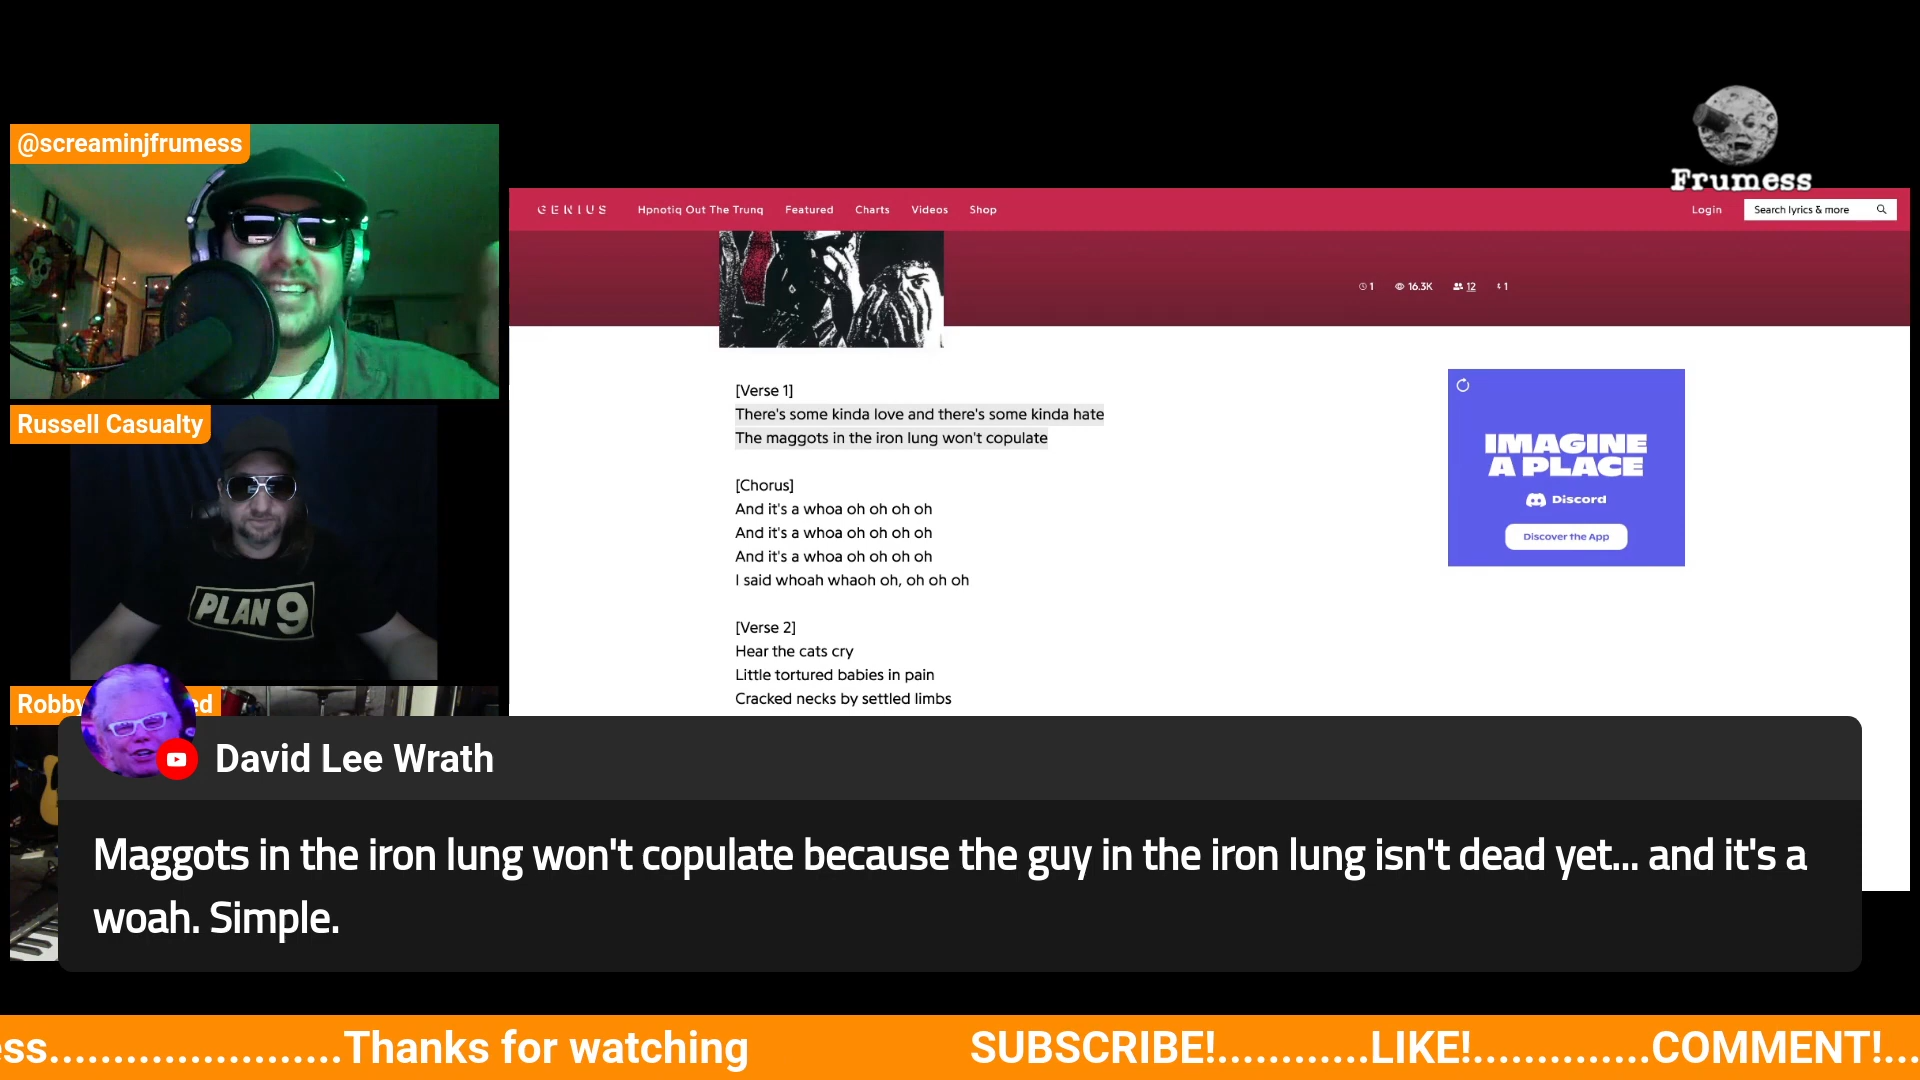 @screaminjfrumess
Frumess
GENIUS
Hpnotiq Out The Trunq
Featured
Charts
Videos
Shop
Login
Search lyrics & more
1
16.3K
12
1
Russell Casualty
PLAN 9
[Verse 1]
There's some kinda love and there's some kinda hate
The maggots in the iron lung won't copulate
[Chorus]
And it's a whoa oh oh oh oh
And it's a whoa oh oh oh oh
And it's a whoa oh oh oh oh
I said whoah whaoh oh, oh oh oh
[Verse 2]
Hear the cats cry
Little tortured babies in pain
Cracked necks by settled limbs
IMAGINE
A PLACE
Discord
Discover the App
Robby
ed
David Lee Wrath
Maggots in the iron lung won't copulate because the guy in the iron lung isn't dead yet... and it's a
woah. Simple.
ess......................Thanks for watching
SUBSCRIBE!............LIKE!..............COMMENT!...